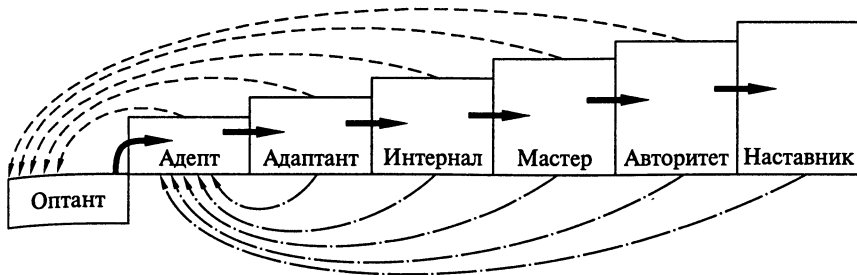 Оптант
Адепт
Адаптант
Интернал
Мастер
Авторитет
Наставник